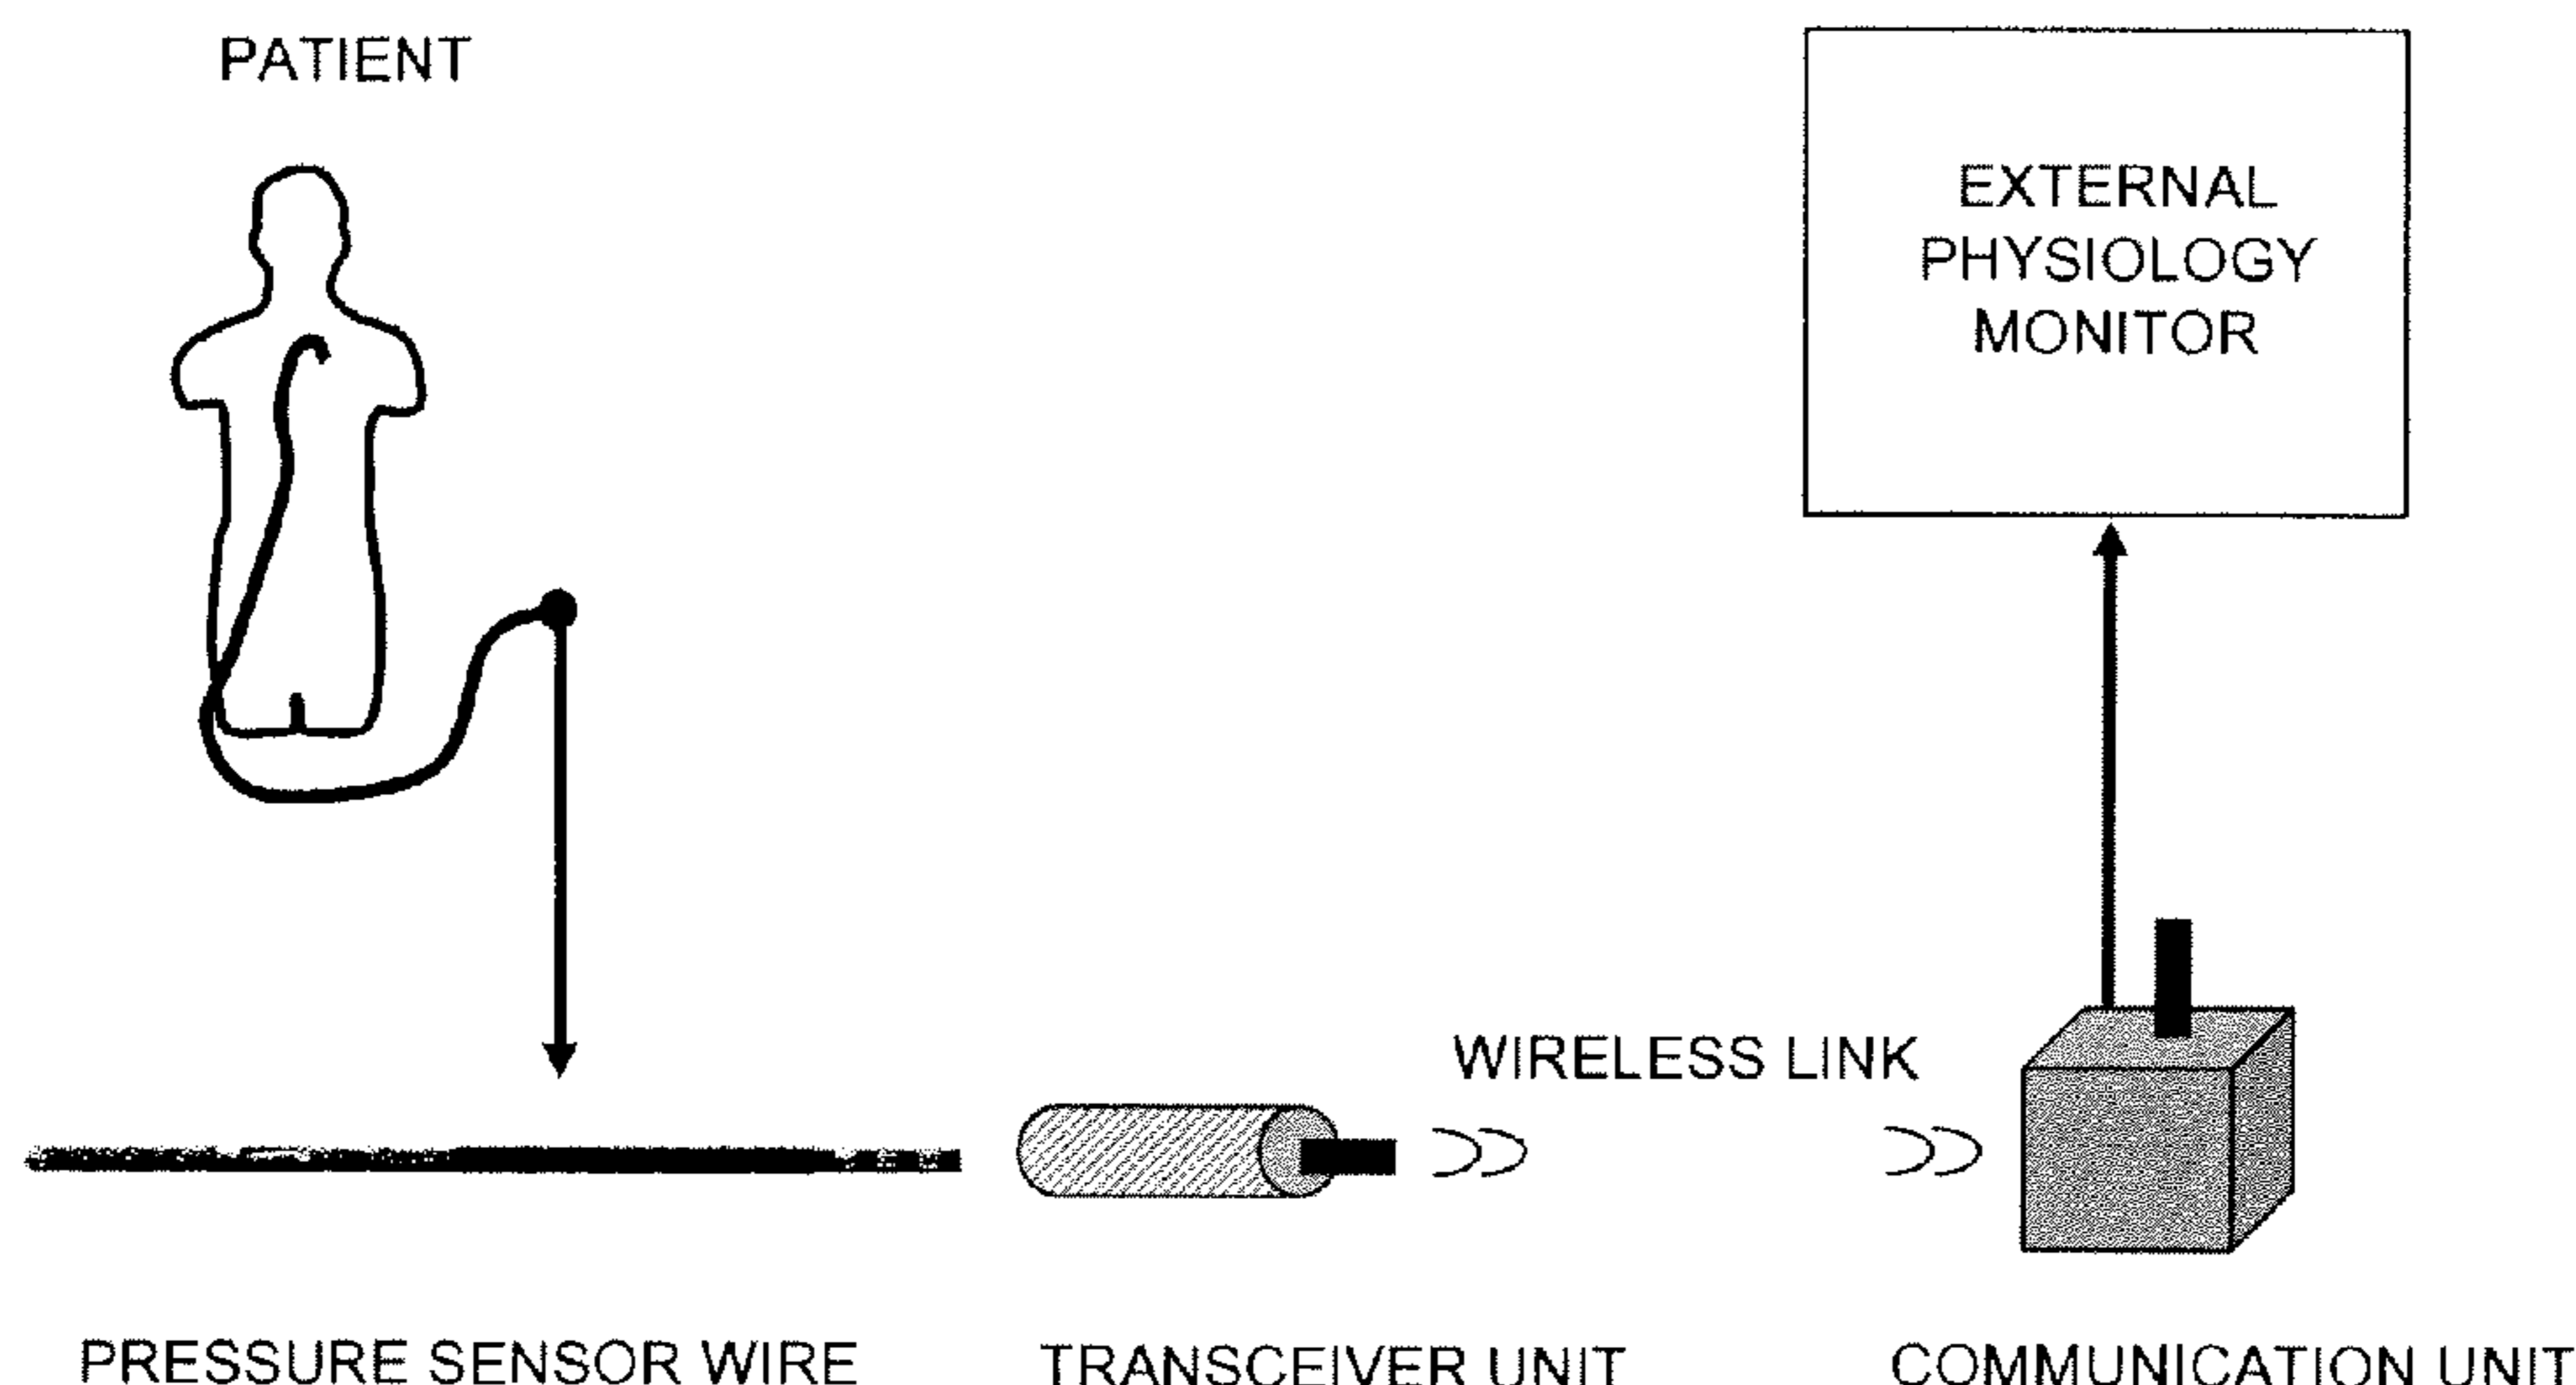 PATIENT
EXTERNAL
PHYSIOLOGY
MONITOR
WIRELESS LINK
PRESSURE SENSOR WIRE
TRANSCEIVER UNIT
COMMUNICATION UNIT